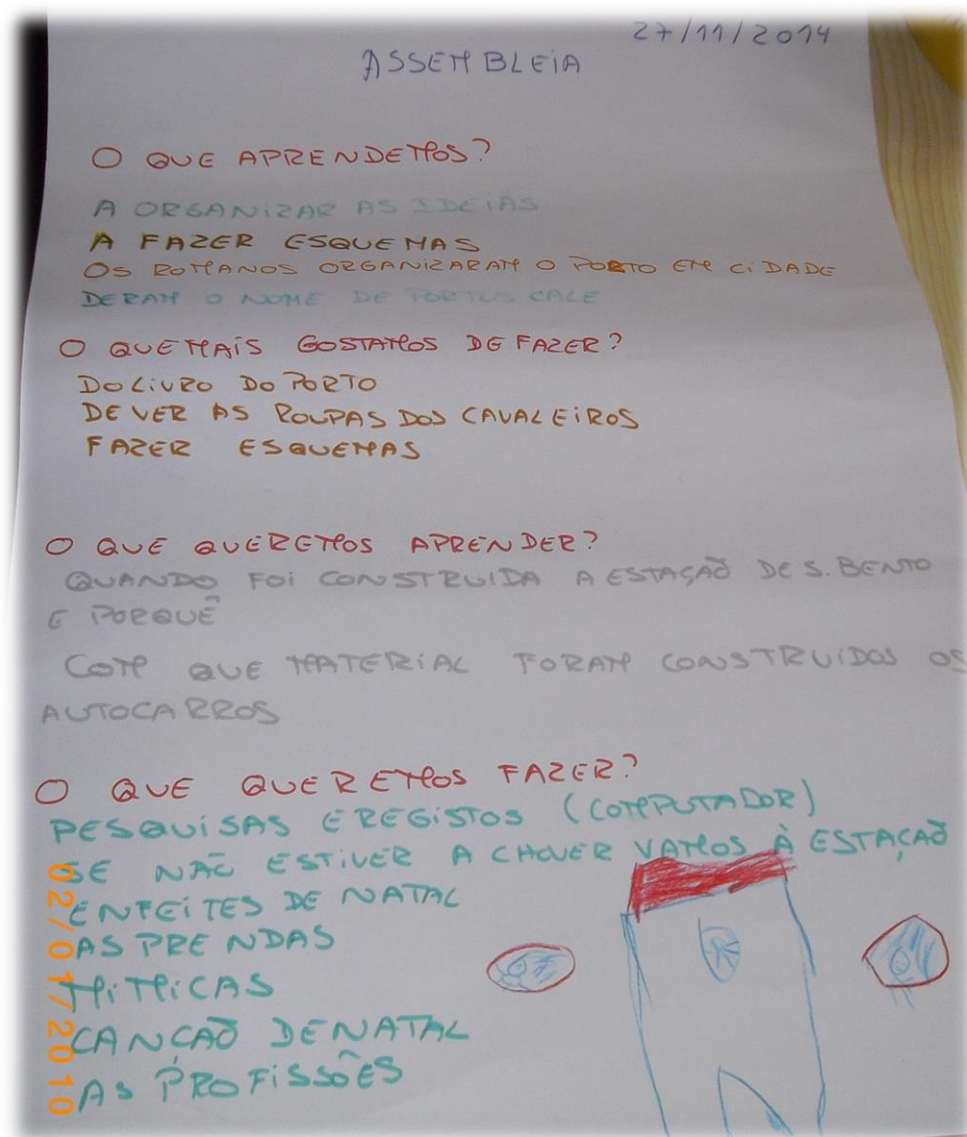 27/11/2014
ASSEMBLEIA
O QUE APRENDEMOS?
A ORGANIZAR AS IDEIAS
A FAZER ESQUEMAS
OS ROMANOS ORGANIZARAM O PORTO EM CIDADE
DERAM O NOME DE PORTUS CALE
O QUE MAIS GOSTAMOS DE FAZER?
DO LIVRO DO PORTO
DE VER AS ROUPAS DOS CAVALEIROS
FAZER ESQUEMAS
O QUE QUEREMOS APRENDER?
QUANDO FOI CONSTRUIDA A ESTAÇÃO DE S. BENTO
E PORQUÊ
COM QUE MATERIAL FORAM CONSTRUIDOS OS
AUTOCARROS
O QUE QUEREMOS FAZER?
PESQUISAS E REGISTOS (COMPUTADOR)
SE NÃO ESTIVER A CHOVER VAMOS À ESTAÇÃO
ENFEITES DE NATAL
AS PRENDAS
MIMICAS
CANÇÃO DE NATAL
AS PROFISSÕES
02/01/2010